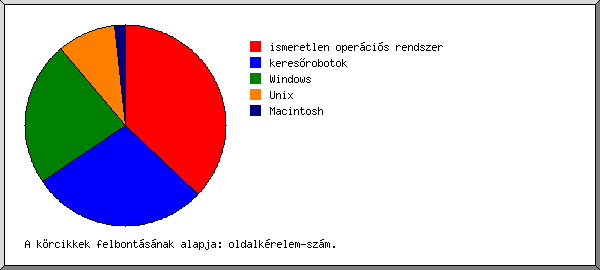 ismeretlen operációs rendszer
keresőrobotok
Windows
Unix
Macintosh
A körcikkek felbontásának alapja: oldalkérelem-szám.